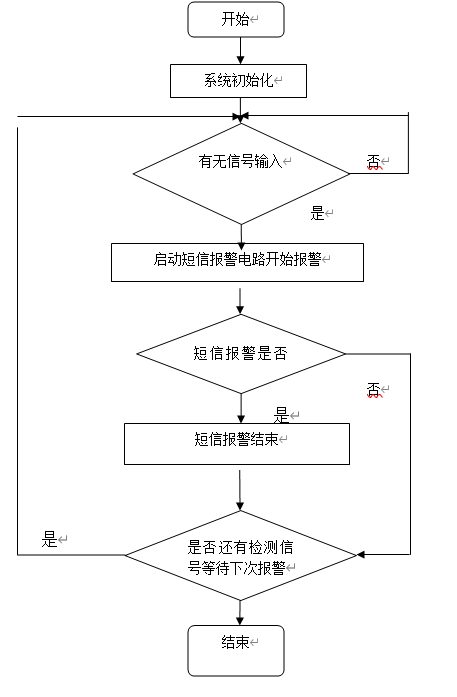 开始
系统初始化
有无信号输入
否
是
启动短信报警电路开始报警
短信报警是否
否
是
短信报警结束
是
是否还有检测信
号等待下次报警
结束